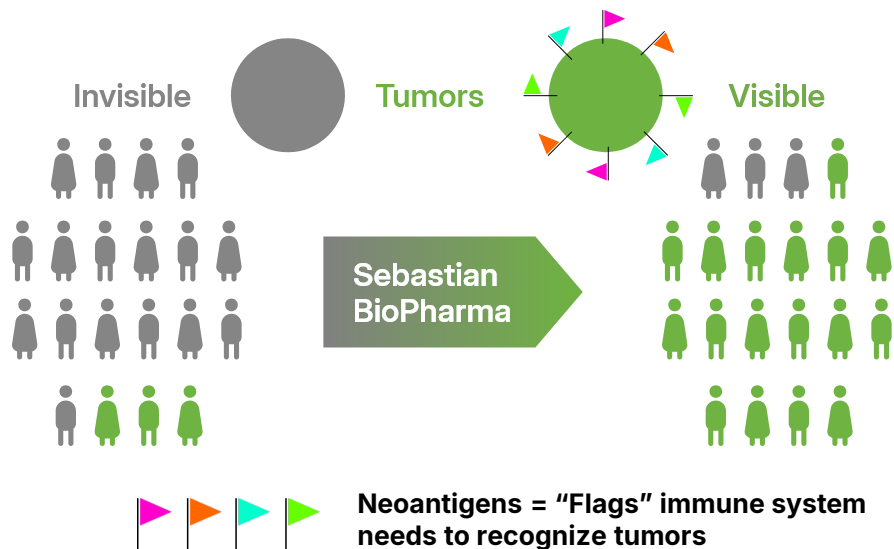 Invisible
Tumors
Visible
Sebastian
BioPharma
Neoantigens = “Flags” immune system
needs to recognize tumors